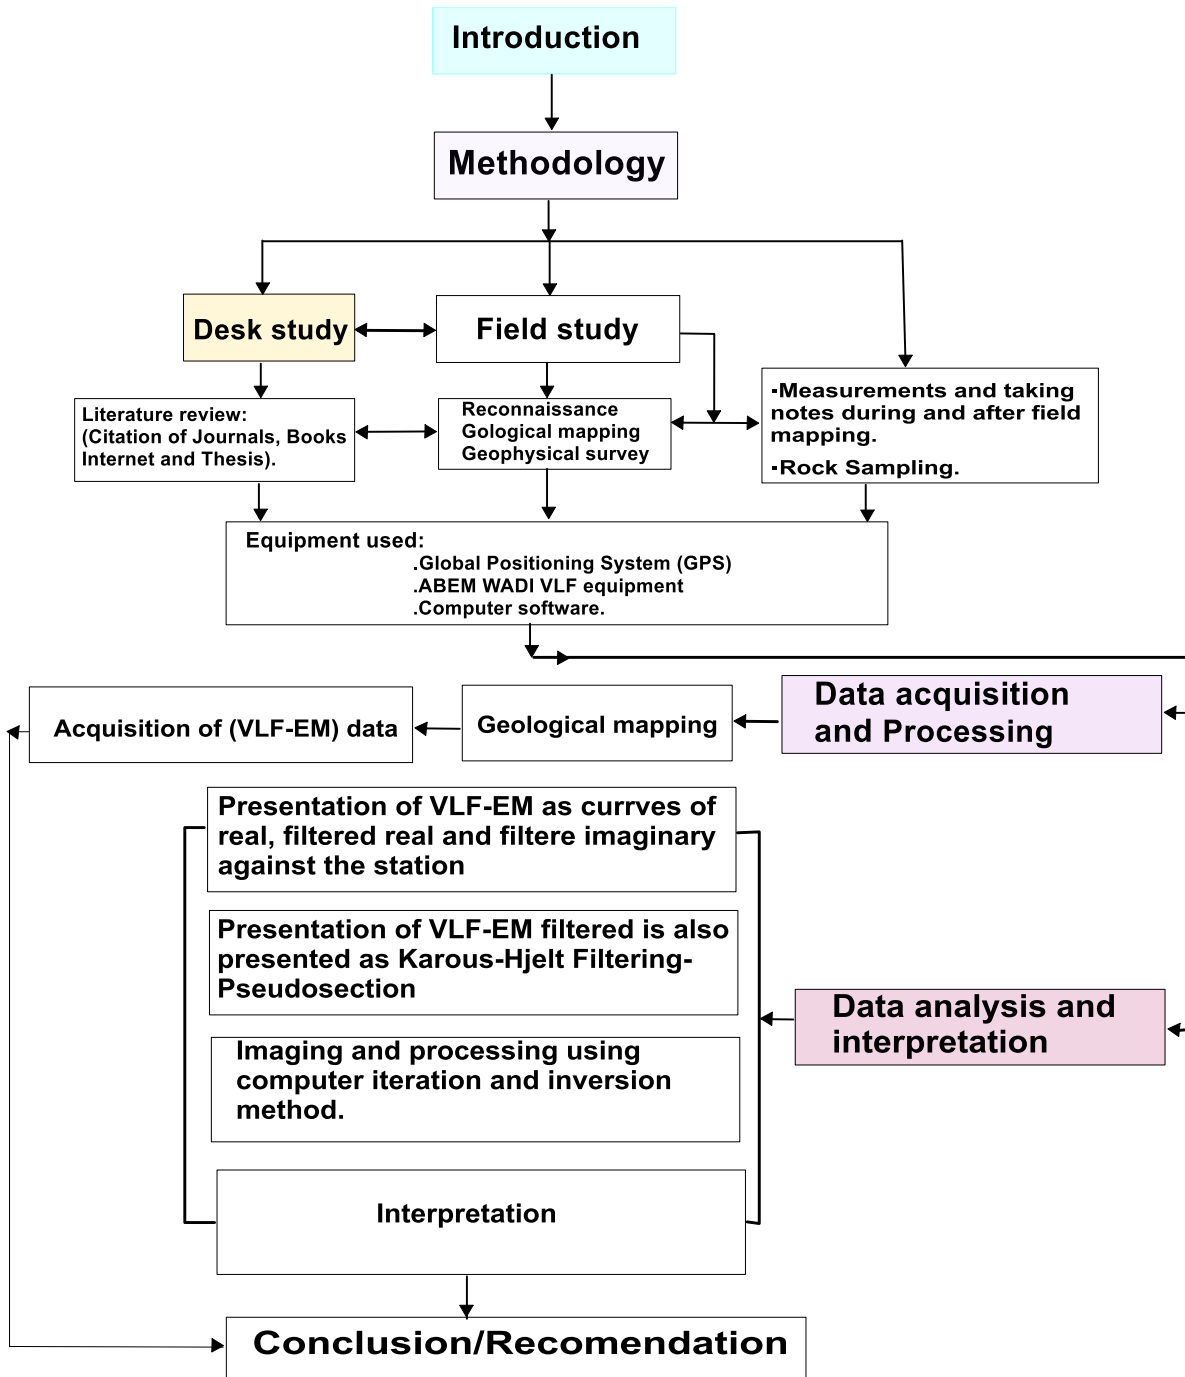 Introduction
Methodology
Desk study
Field study
Literature review:
(Citation of Journals, Books
Internet and Thesis).
Reconnaissance
Gological mapping
Geophysical survey
-Measurements and taking
notes during and after field
mapping.
-Rock Sampling.
Equipment used:
.Global Positioning System (GPS)
.ABEM WADI VLF equipment
.Computer software.
Data acquisition
and Processing
Geological mapping
Acquisition of (VLF-EM) data
Presentation of VLF-EM as currves of
real, filtered real and filtere imaginary
against the station
Presentation of VLF-EM filtered is also
presented as Karous-Hjelt Filtering-
Pseudosection
Imaging and processing using
computer iteration and inversion
method.
Data analysis and
interpretation
Interpretation
Conclusion/Recomendation